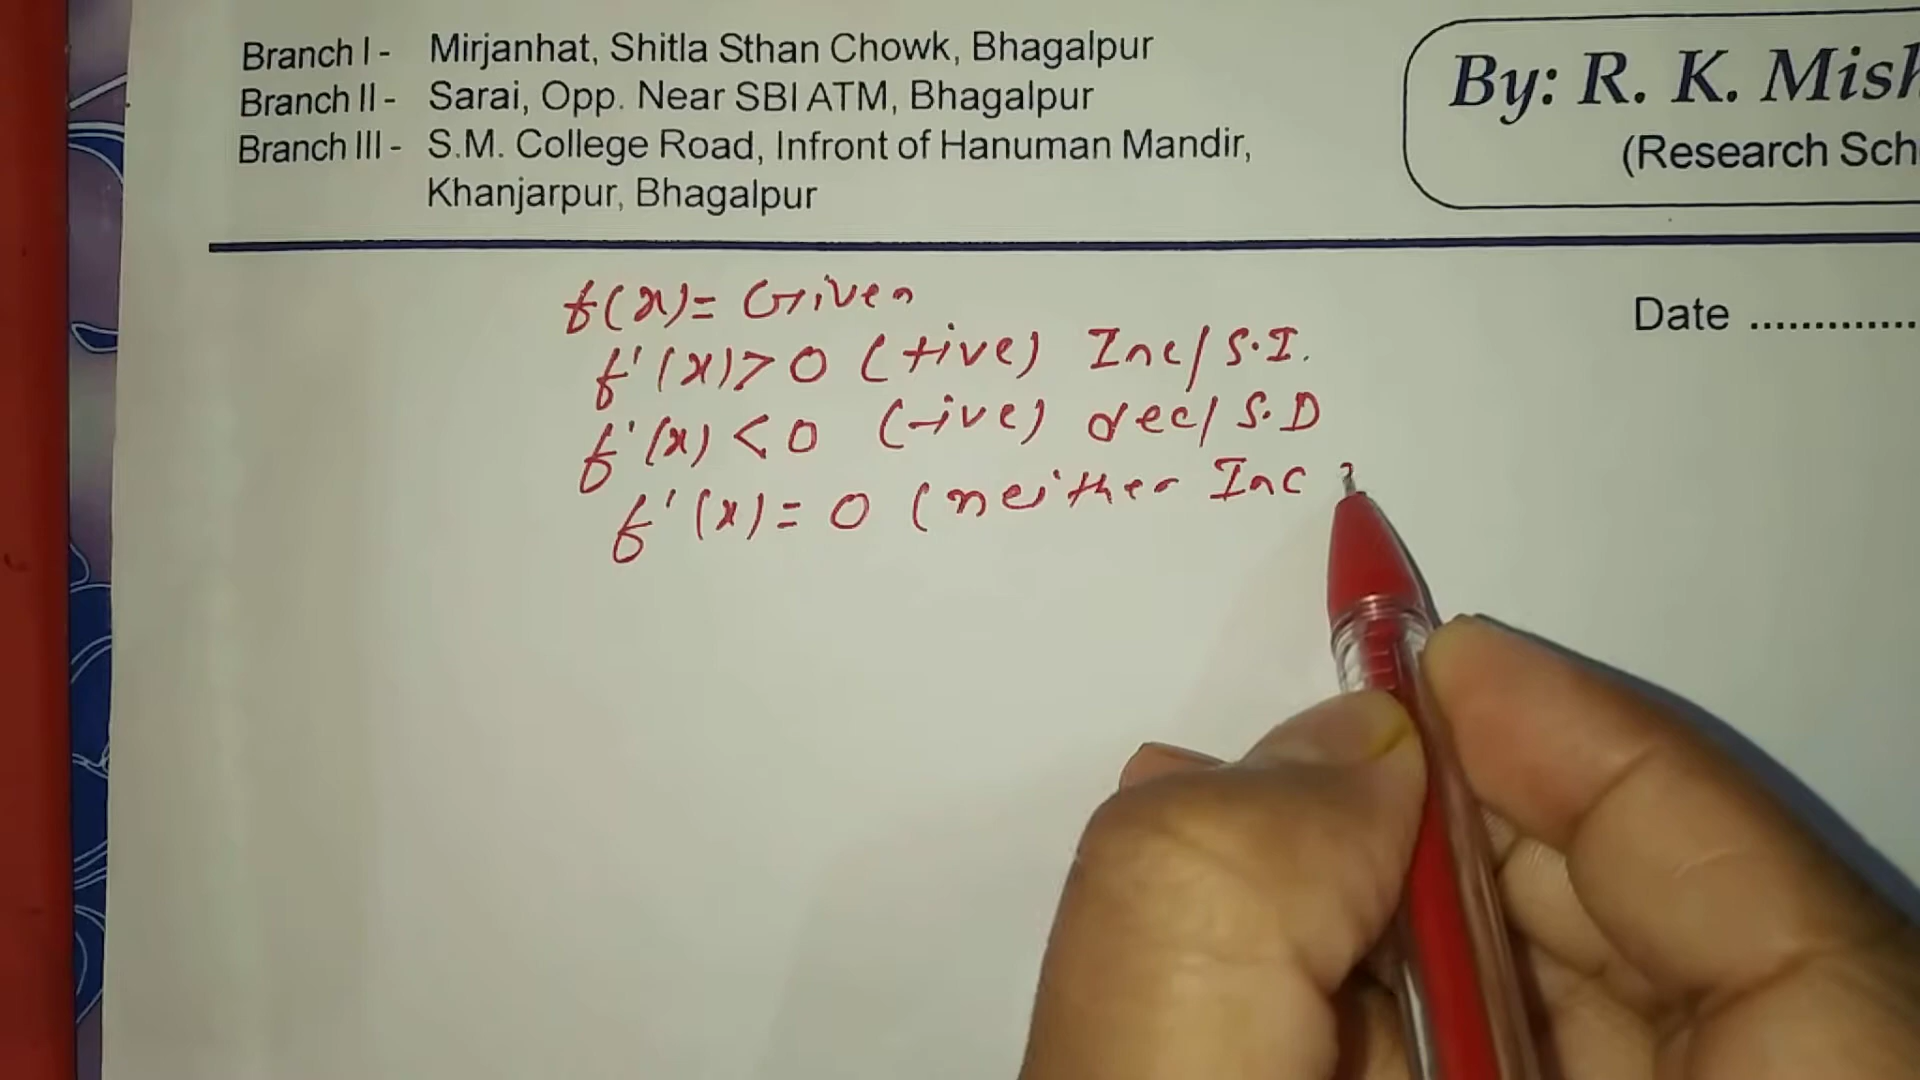 Branch I - Mirjanhat, Shitla Sthan Chowk, Bhagalpur
Branch II - Sarai, Opp. Near SBI ATM, Bhagalpur
Branch III - S.M. College Road, Infront of Hanuman Mandir,
Khanjarpur, Bhagalpur
By: R. K. Mish
(Research Sch
Date ..............
f(x) = Given
f'(x) > 0 (+ive) Inc/ S.I.
f'(x) < 0 (-ive) dec/ S.D
f'(x) = 0 (neither Inc